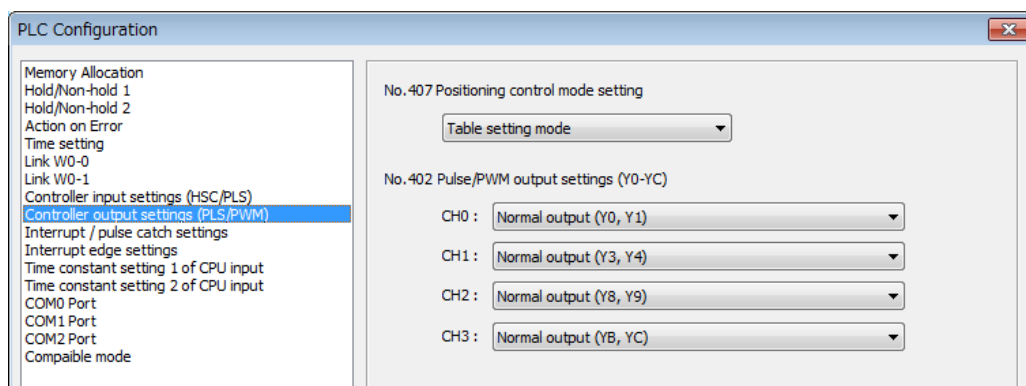 PLC Configuration
Memory Allocation
Hold/Non-hold 1
Hold/Non-hold 2
Action on Error
Time setting
Link W0-0
Link W0-1
Controller input settings (HSC/PLS)
Controller output settings (PLS/PWM)
Interrupt / pulse catch settings
Interrupt edge settings
Time constant setting 1 of CPU input
Time constant setting 2 of CPU input
COM0 Port
COM1 Port
COM2 Port
Compaible mode
No.407 Positioning control mode setting
Table setting mode
No.402 Pulse/PWM output settings (Y0-YC)
CH0 : Normal output (Y0, Y1)
CH1 : Normal output (Y3, Y4)
CH2 : Normal output (Y8, Y9)
CH3 : Normal output (YB, YC)